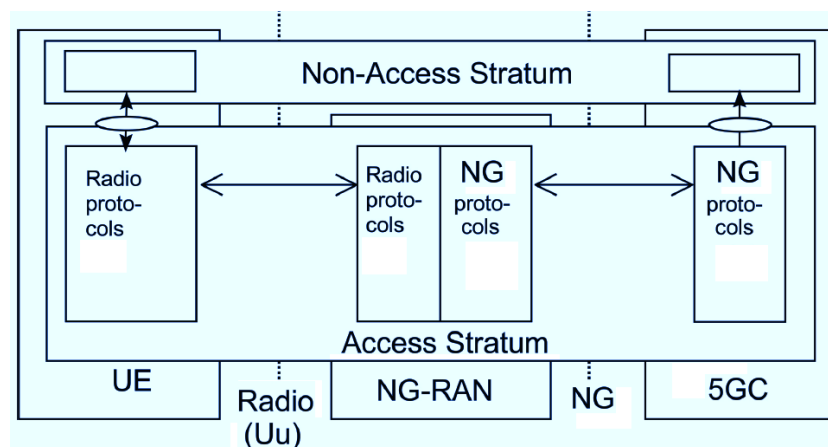 Non-Access Stratum
Radio
proto-
cols
Radio
proto-
cols
NG
proto-
cols
NG
proto-
cols
Access Stratum
UE
Radio
(Uu)
NG-RAN
NG
5GC